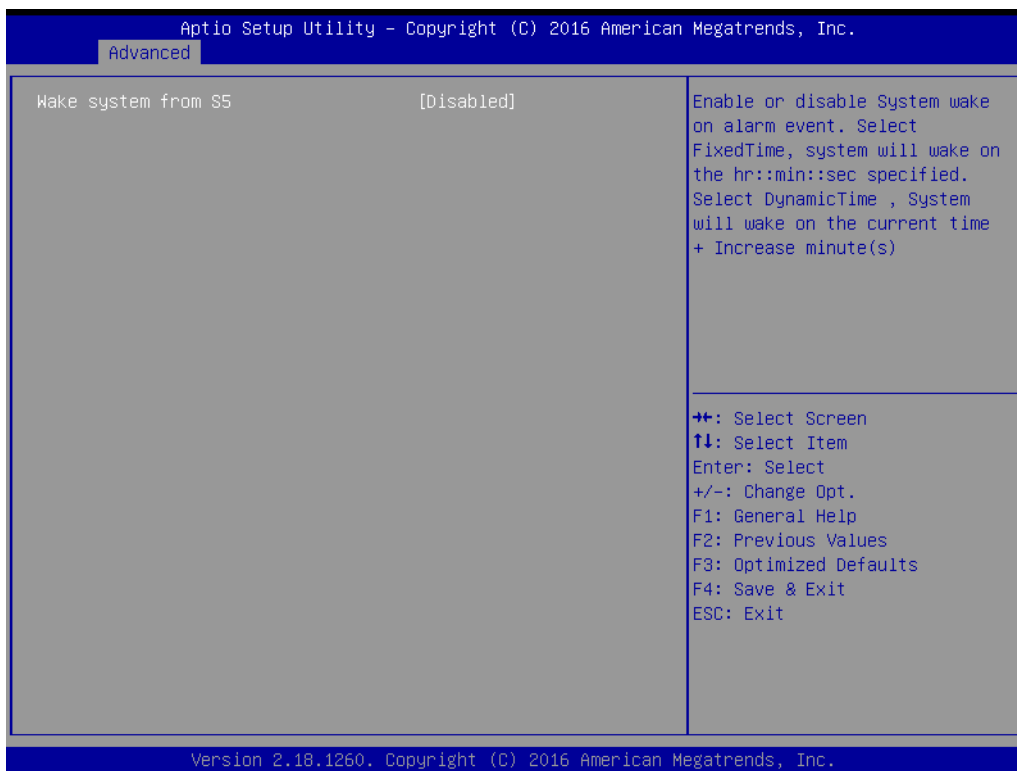 Aptio Setup Utility – Copyright (C) 2016 American Megatrends, Inc.
Advanced
Wake system from S5 [Disabled]
Enable or disable System wake
on alarm event. Select
FixedTime, system will wake on
the hr::min::sec specified.
Select DynamicTime , System
will wake on the current time
+ Increase minute(s)
→←: Select Screen
↑↓: Select Item
Enter: Select
+/-: Change Opt.
F1: General Help
F2: Previous Values
F3: Optimized Defaults
F4: Save & Exit
ESC: Exit
Version 2.18.1260. Copyright (C) 2016 American Megatrends, Inc.